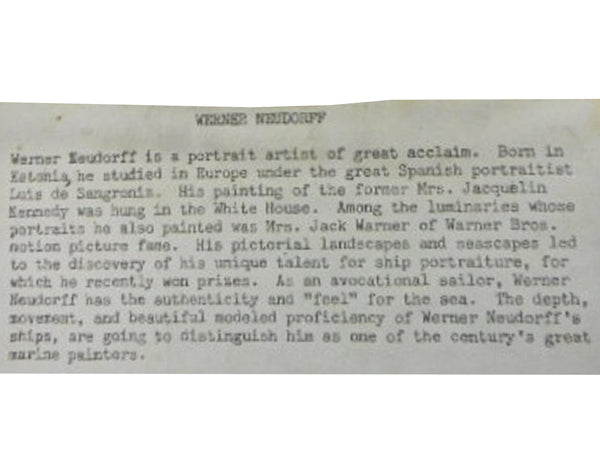 WERNER NEUDORFF
Werner Neudorff is a portrait artist of great acclaim. Born in
Estonia, he studied in Europe under the great Spanish portraitist
Luis de Sangronis. His painting of the former Mrs. Jacquelin
Kennedy was hung in the White House. Among the luminaries whose
portraits he also painted was Mrs. Jack Warner of Warner Bros.
motion picture fame. His pictorial landscapes and seascapes led
to the discovery of his unique talent for ship portraiture, for
which he recently won prizes. As an avocational sailor, Werner
Neudorff has the authenticity and "feel" for the sea. The depth,
movement, and beautiful modeled proficiency of Werner Neudorff's
ships, are going to distinguish him as one of the century's great
marine painters.